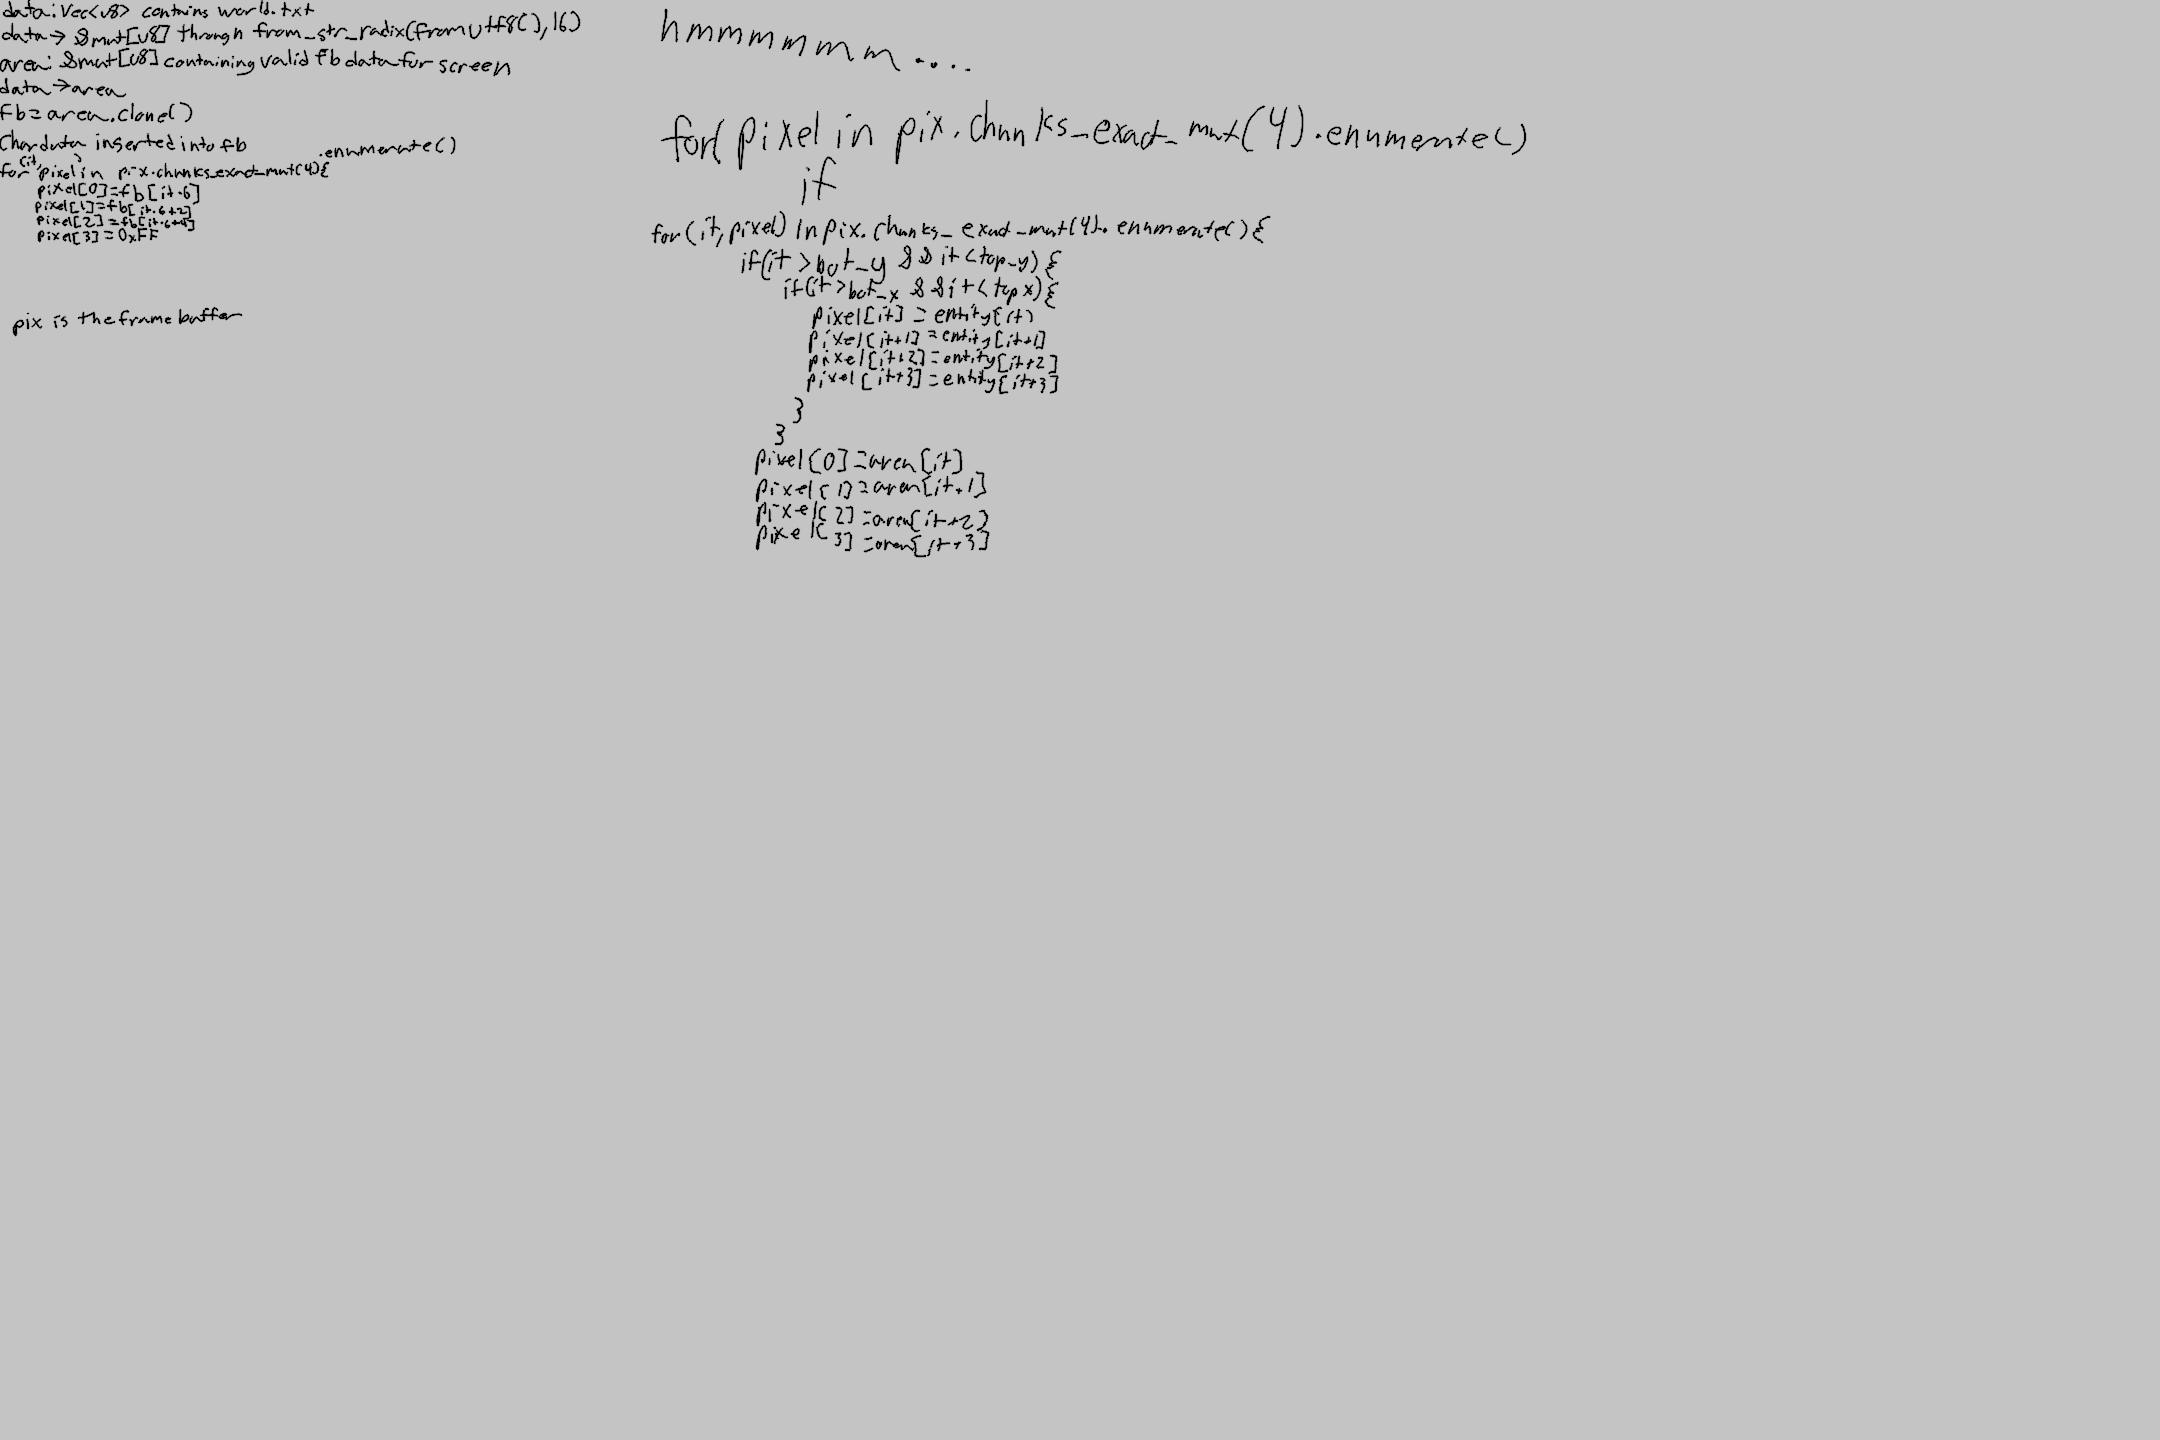 data: Vec<u8> contains world.txt
data→ &mut[u8] through from_str_radix(fromutf8(),16)
area: &mut[u8] containing valid fb data for screen
data→area
fb=area.clone()
Char data inserted into fb
for (it, pixel) in pix.chunks_exact_mut(4){ .enumerate()
pixel[0]=fb[it·6]
pixel[1]=fb[it·6+2]
pixel[2]=fb[it·6+4]
pixel[3]=0xFF
pix is the frame buffer
hmmmmmm....
for( pixel in pix.chunks_exact_mut(4).enumerate()
if
for(it,pixel) in pix.chunks_exact_mut(4).enumerate(){
if(it>bot_y && it<top_y){
if(it>bot_x && it<top x){
pixel[it] = entity[it)
pixel[it+1] = entity[it+1]
pixel[it+2] = entity[it+2]
pixel[it+3] = entity[it+3]
}
}
pixel[0]=area[it]
pixel[1]=area[it+1]
pixel[2]=area[it+2]
pixel[3]=area[it+3]